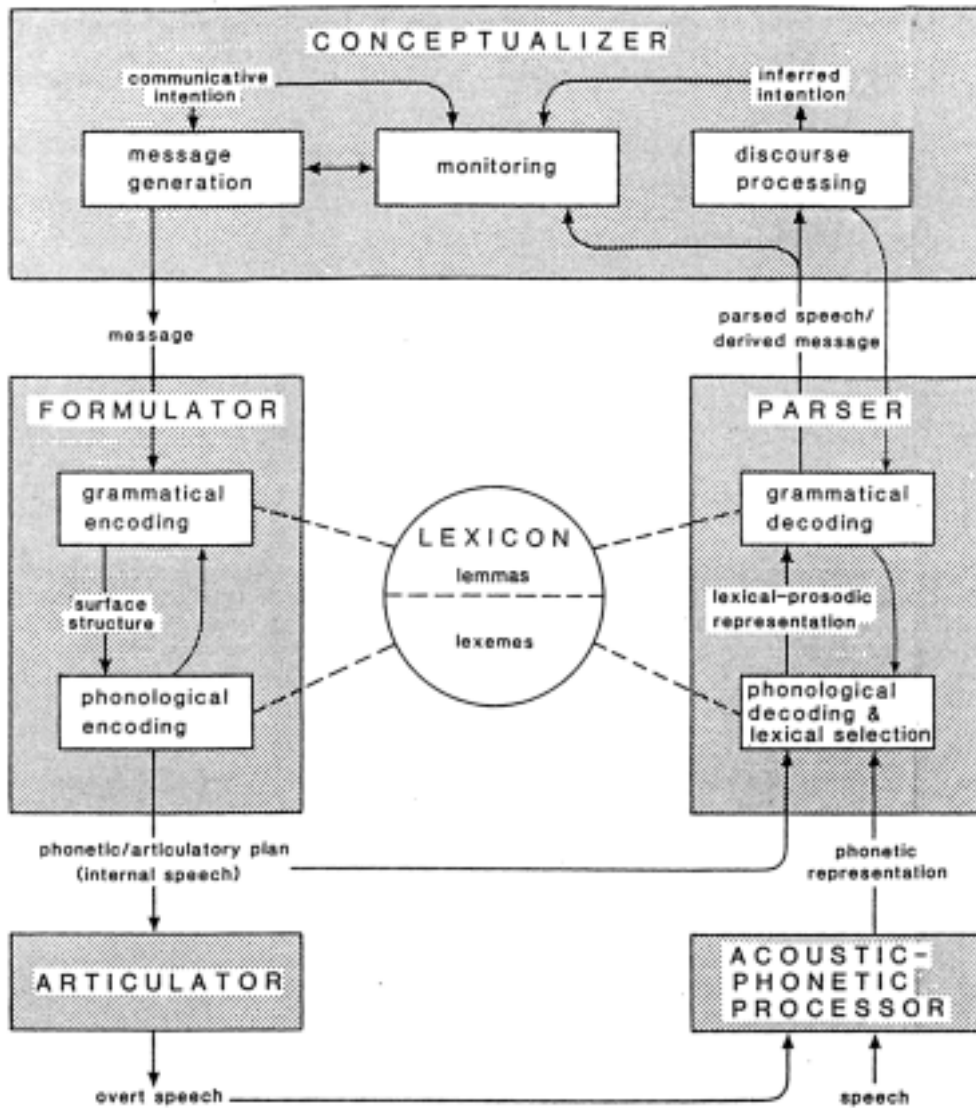 CONCEPTUALIZER
communicative
intention
inferred
intention
message
generation
monitoring
discourse
processing
message
parsed speech/
derived message
FORMULATOR
PARSER
grammatical
encoding
grammatical
decoding
LEXICON
lemmas
lexemes
surface
structure
lexical-prosodic
representation
phonological
encoding
phonological
decoding &
lexical selection
phonetic/articulatory plan
(internal speech)
phonetic
representation
ARTICULATOR
ACOUSTIC-
PHONETIC
PROCESSOR
overt speech
speech